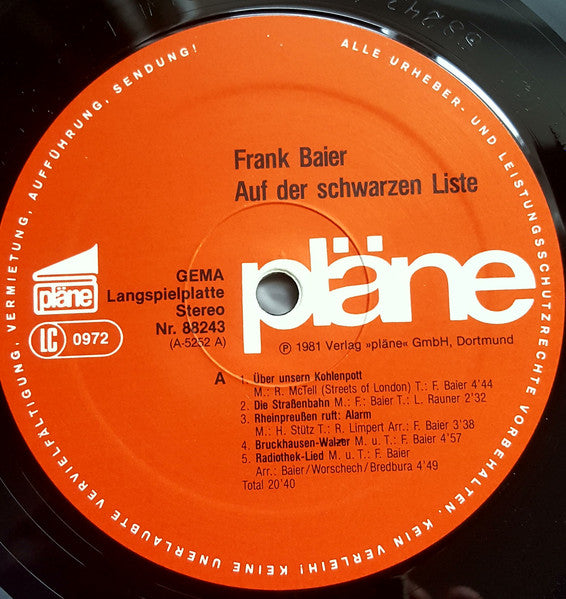 ALLE URHEBER- UND LEISTUNGSSCHUTZRECHTE VORBEHALTEN. KEIN VERLEIH! KEINE UNERLAUBTE VERVIELFÄLTIGUNG, VERMIETUNG, AUFFÜHRUNG, SENDUNG!
Frank Baier
Auf der schwarzen Liste
pläne
pläne
LC 0972
GEMA
Langspielplatte
Stereo
Nr. 88243
(A-5252 A)
℗ 1981 Verlag »pläne« GmbH, Dortmund
A
1. Über unsern Kohlenpott
M.: R. McTell (Streets of London) T.: F. Baier 4'44
2. Die Straßenbahn M.: F.: Baier T.: L. Rauner 2'32
3. Rheinpreußen ruft: Alarm
M.: H. Stütz T.: R. Limpert Arr.: F. Baier 3'38
4. Bruckhausen-Walzer M. u. T.: F. Baier 4'57
5. Radiothek-Lied M. u. T.: F. Baier
Arr.: Baier/Worschech/Bredbura 4'49
Total 20'40